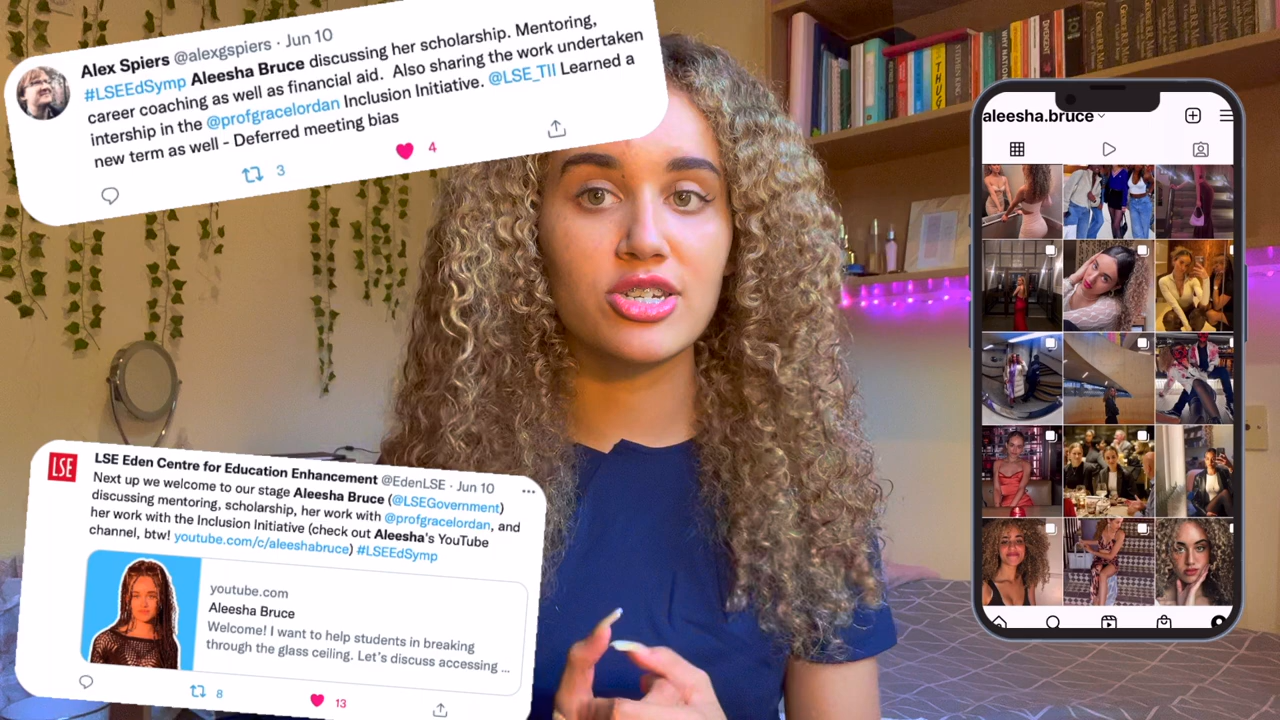 Alex Spiers @alexgspiers · Jun 10
#LSEEdSymp Aleesha Bruce discussing her scholarship. Mentoring,
career coaching as well as financial aid. Also sharing the work undertaken
intership in the @profgracelordan Inclusion Initiative. @LSE_TII Learned a
new term as well - Deferred meeting bias
3
4
aleesha.bruce
THUG
STEPHEN KING
DIVERGENT
LSE
LSE Eden Centre for Education Enhancement @EdenLSE · Jun 10
Next up we welcome to our stage Aleesha Bruce (@LSEGovernment)
discussing mentoring, scholarship, her work with @profgracelordan, and
her work with the Inclusion Initiative (check out Aleesha's YouTube
channel, btw! youtube.com/c/aleeshabruce) #LSEEdSymp
youtube.com
Aleesha Bruce
Welcome! I want to help students in breaking
through the glass ceiling. Let's discuss accessing ...
8
13